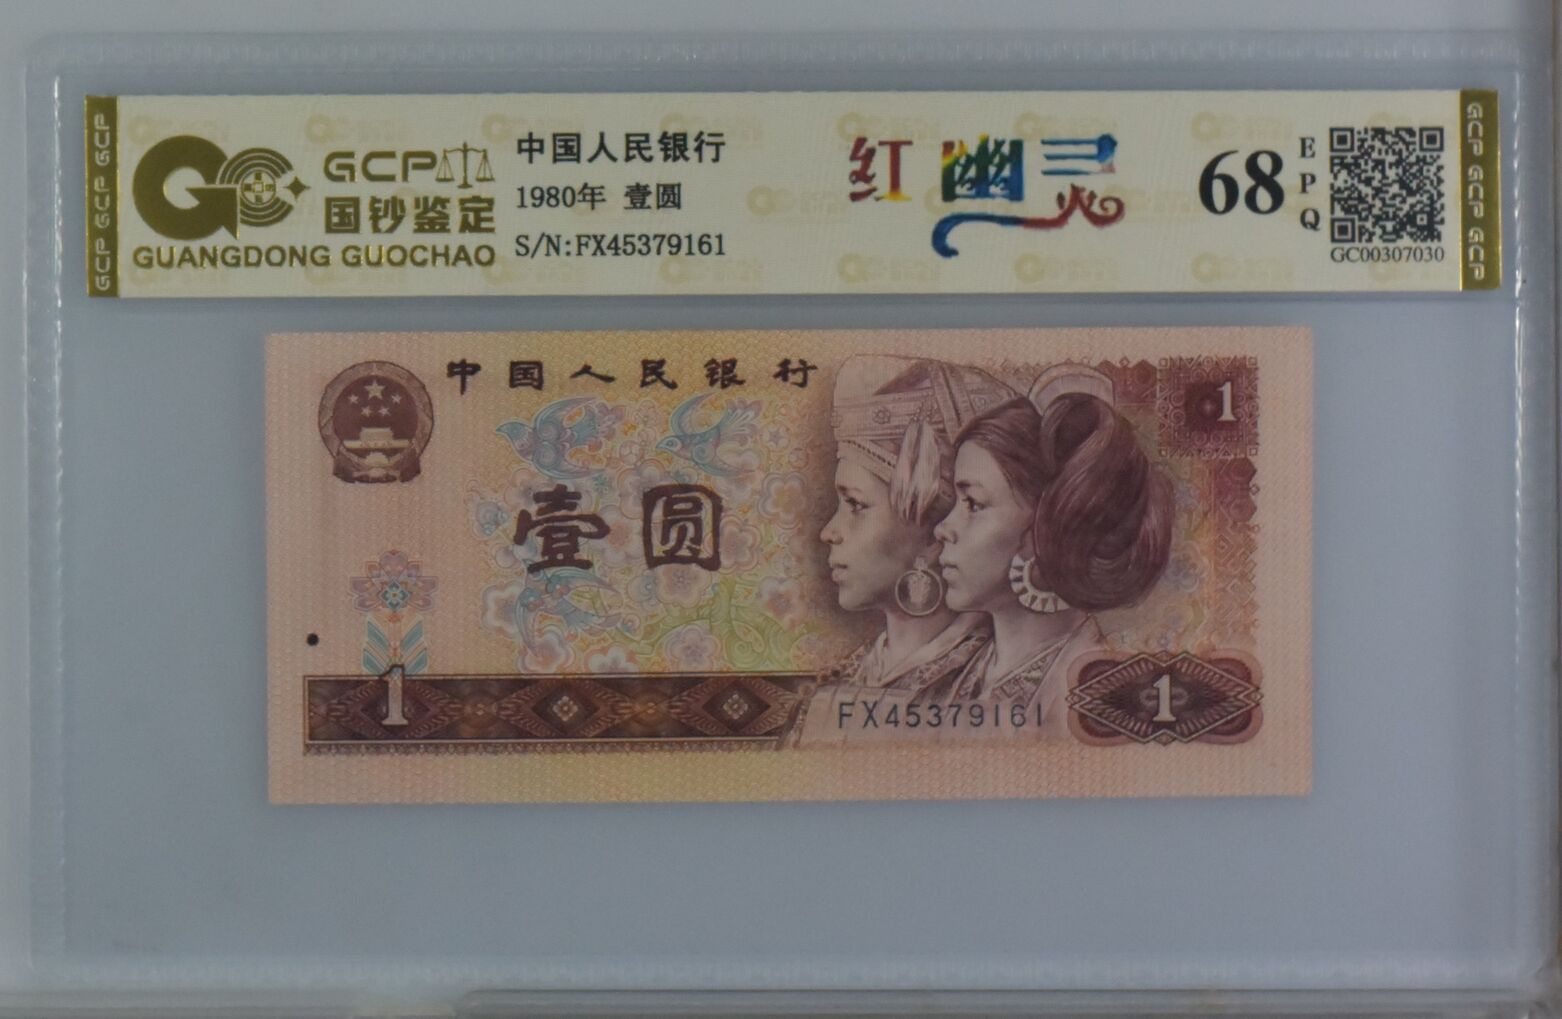 GCP
国钞鉴定
GUANGDONG GUOCHAO
中国人民银行
1980年 壹圆
S/N:FX45379161
红幽灵
68
EPQ
GC00307030
GCP GCP GCP
GCP GCP GCP
中国人民银行
1
壹圆
1
FX45379161
1